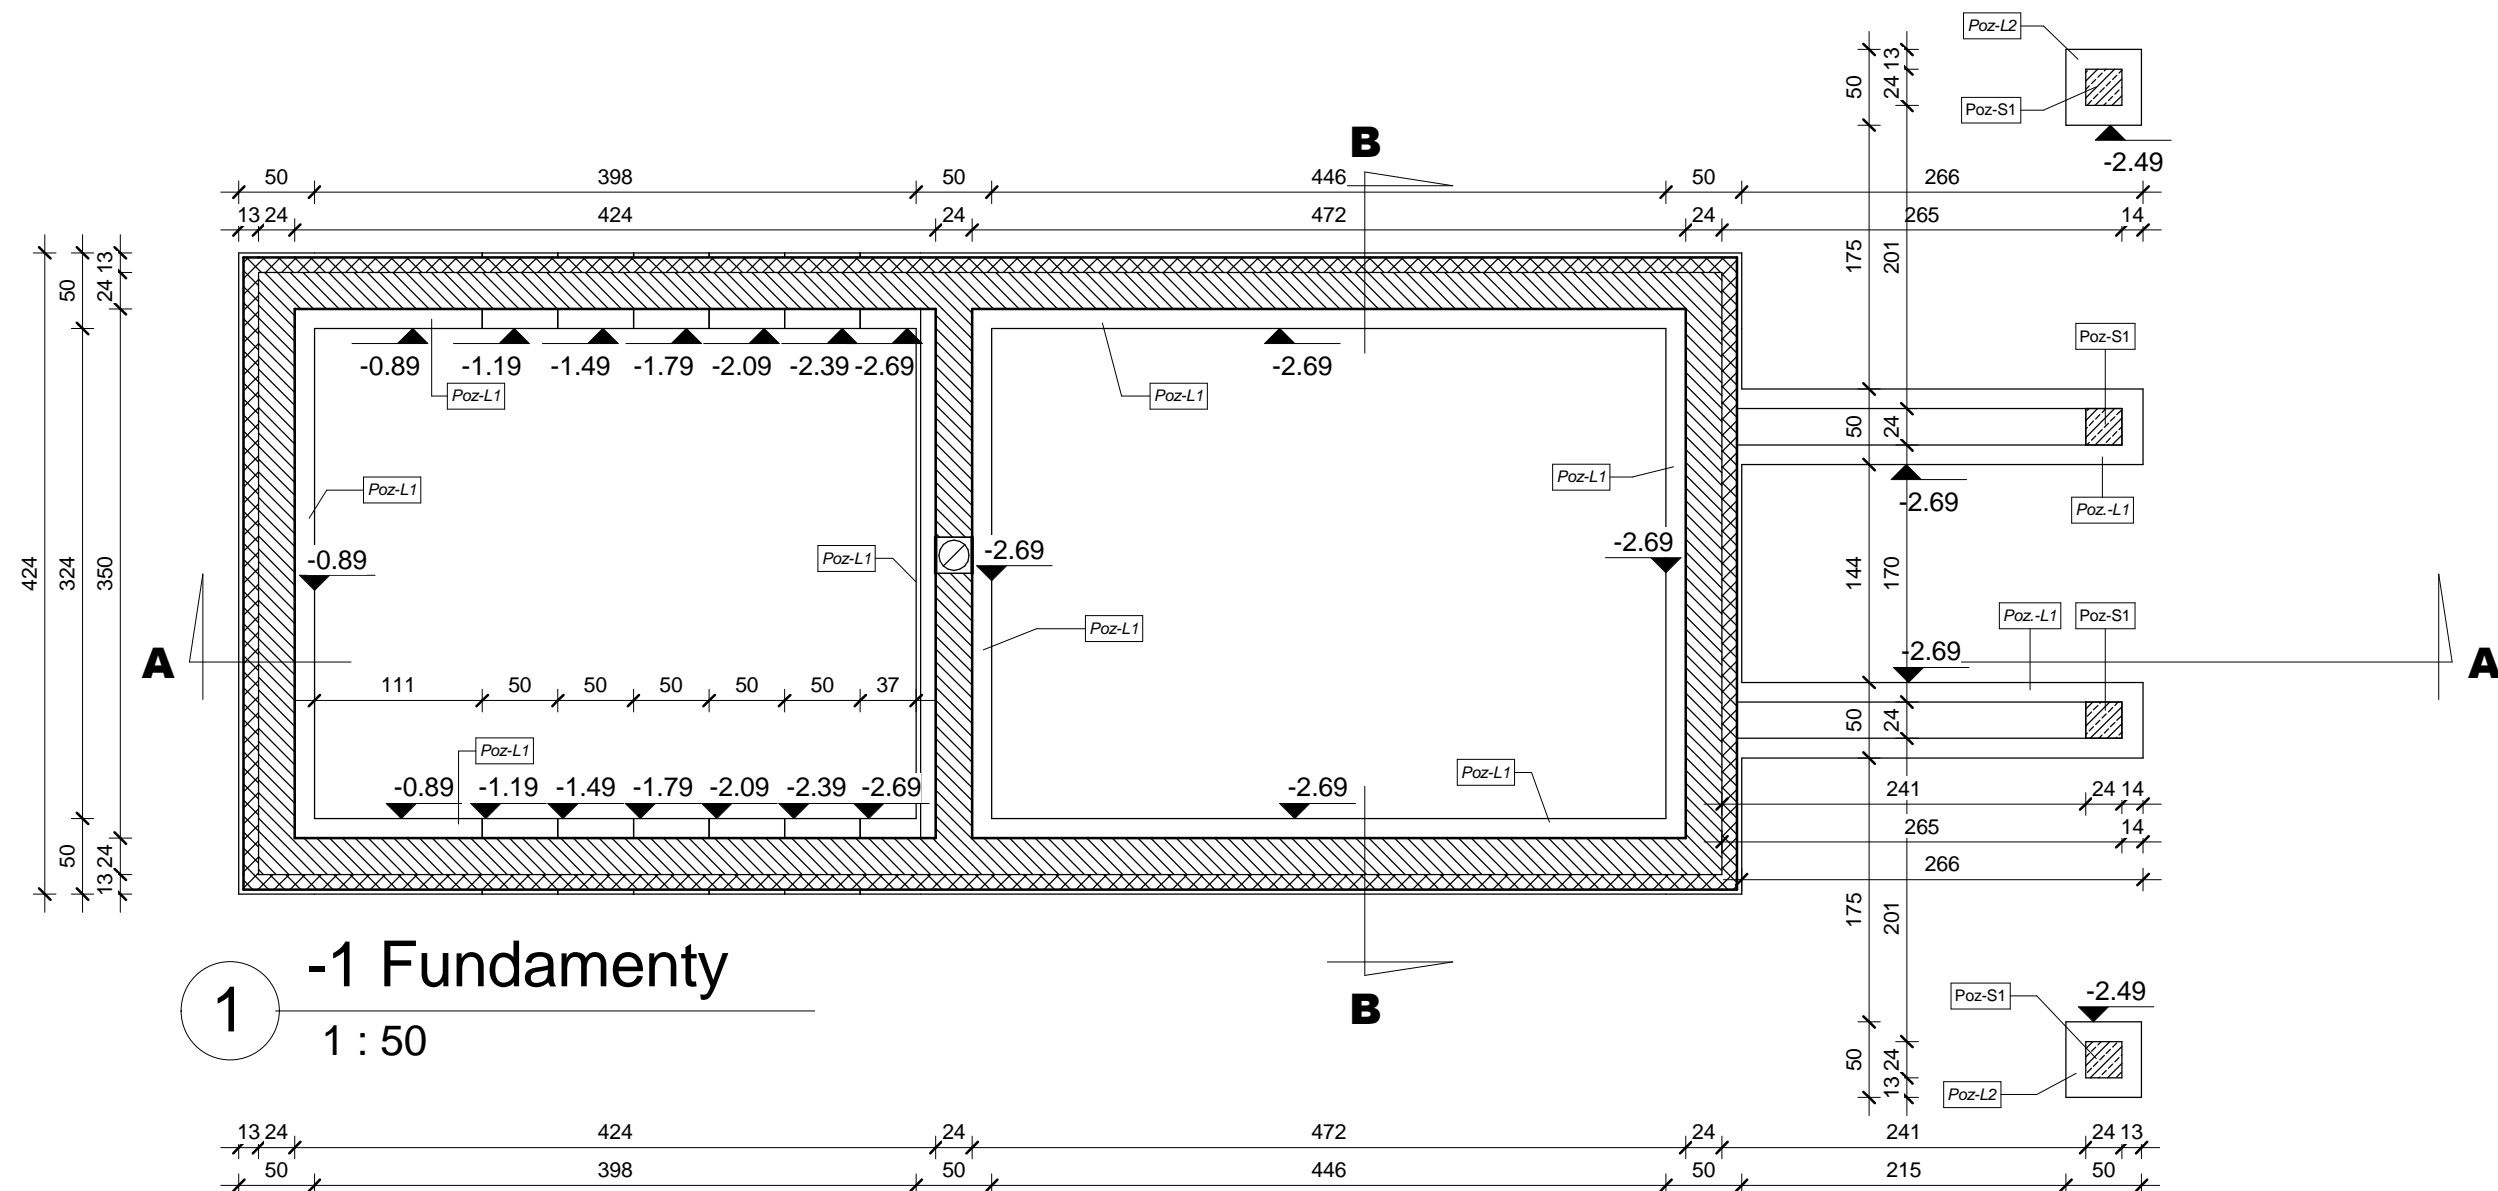 Poz-L2
13
50
24
Poz-S1
B
-2.49
50 398 50 446 50 266
13 24 424 24 472 24 265 14
175 201
13
50 24
Poz-S1
-0.89 -1.19 -1.49 -1.79 -2.09 -2.39 -2.69 -2.69
Poz-L1 Poz-L1
50 24
Poz-L1 Poz-L1
-2.69 Poz.-L1
-0.89 Poz-L1 -2.69 -2.69
424 324 350 144 170
Poz-L1 Poz.-L1 Poz-S1
A -2.69 A
111 50 50 50 50 50 37
50 24
Poz-L1
-0.89 -1.19 -1.49 -1.79 -2.09 -2.39 -2.69 -2.69 Poz-L1
241 24 14
265 14
50 24
13
266
175 201
-1 Fundamenty
1
1 : 50
B
Poz-S1 -2.49
50 24
13
Poz-L2
13 24 424 24 472 24 241 24 13
50 398 50 446 50 215 50